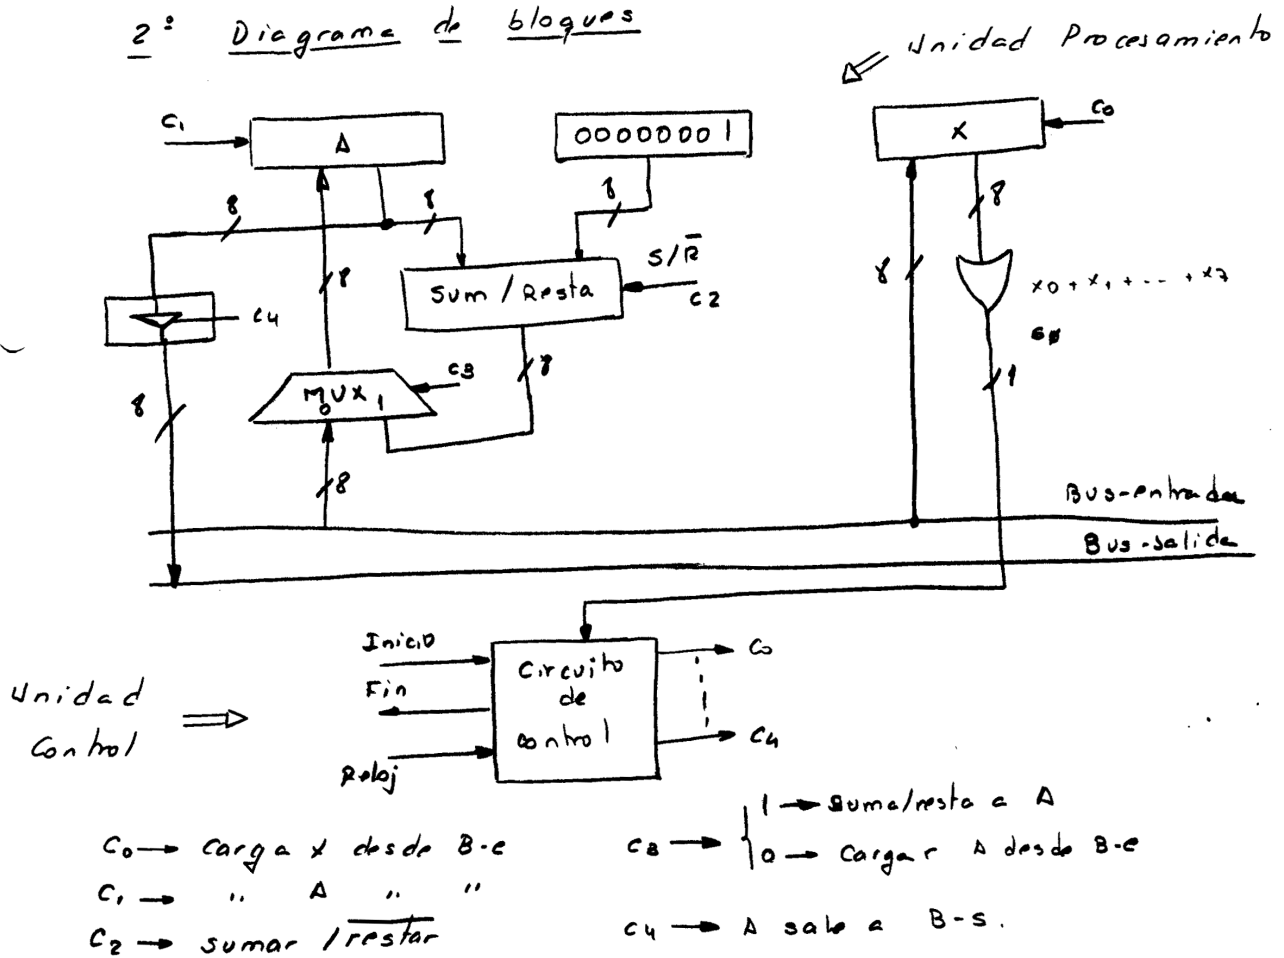 2º Diagrama de bloques
Unidad Procesamiento
C1
A
00000001
X
C0
8
8
8
8
S/R̅
8
8
Sum / Resta
C2
X0 + X1 + ... + X7
C4
s∅
C3
MUX
0 1
8
1
8
8
Bus-entrada
Bus-salida
Inicio
Circuito de control
C0
Fin
Unidad Control
C4
Reloj
C0 → Carga X desde B-e
C1 → " A " "
C2 → sumar / r̅e̅s̅t̅a̅r̅
C3 → { 1 → Suma/resta a A
0 → Cargar A desde B-e
C4 → A sale a B-s.